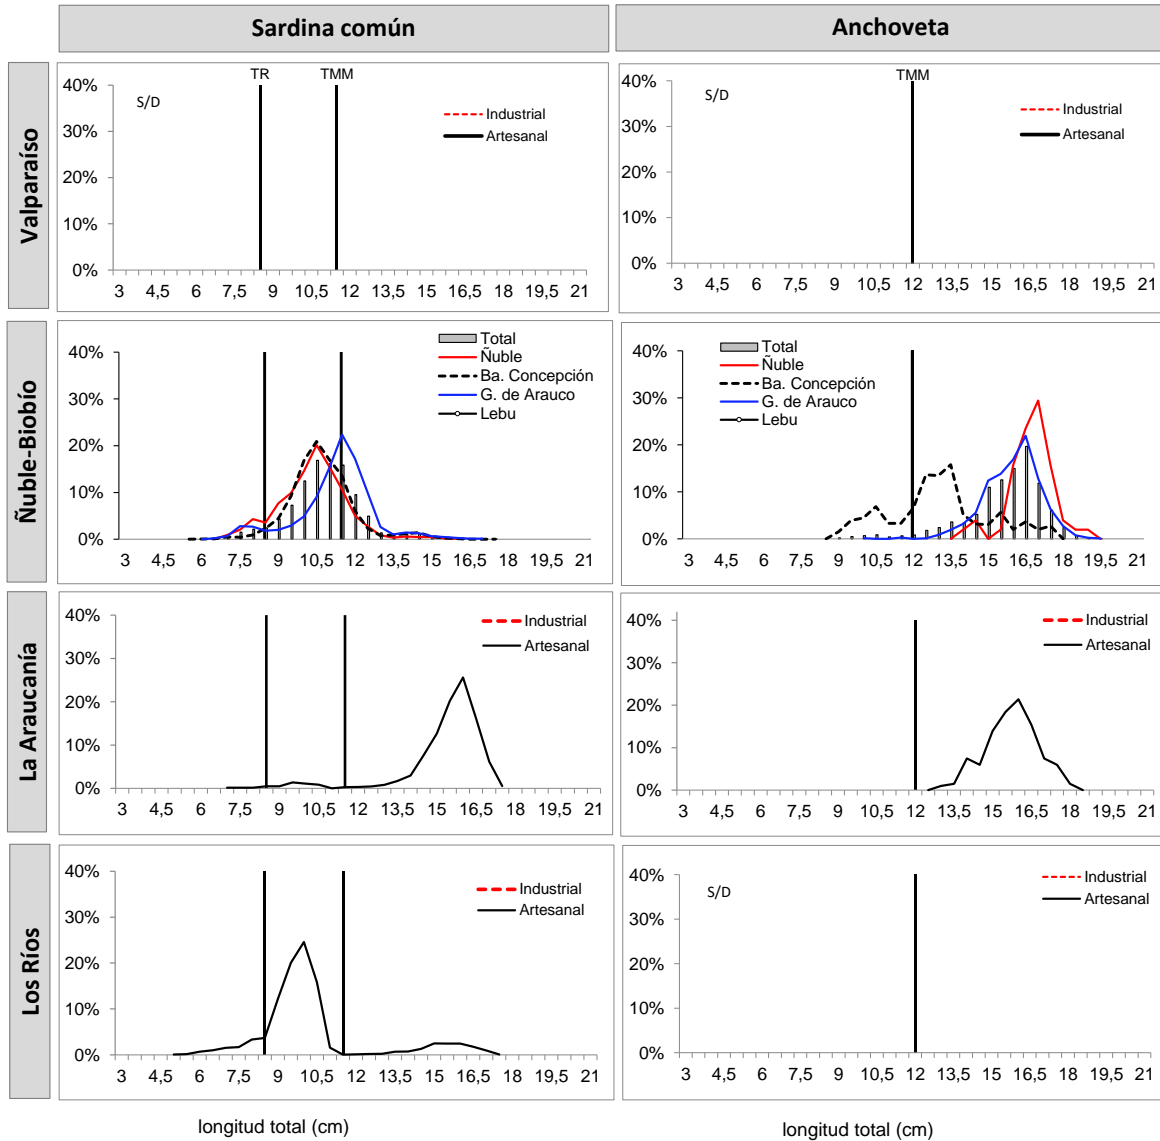 Sardina común
Anchoveta
Valparaíso
TR
TMM
S/D
Industrial
Artesanal
40%
30%
20%
10%
0%
3 4,5 6 7,5 9 10,5 12 13,5 15 16,5 18 19,5 21
TMM
S/D
Industrial
Artesanal
40%
30%
20%
10%
0%
3 4,5 6 7,5 9 10,5 12 13,5 15 16,5 18 19,5 21
Ñuble-Biobío
Total
Ñuble
Ba. Concepción
G. de Arauco
Lebu
40%
30%
20%
10%
0%
3 4,5 6 7,5 9 10,5 12 13,5 15 16,5 18 19,5 21
Total
Ñuble
Ba. Concepción
G. de Arauco
Lebu
40%
30%
20%
10%
0%
3 4,5 6 7,5 9 10,5 12 13,5 15 16,5 18 19,5 21
La Araucanía
Industrial
Artesanal
40%
30%
20%
10%
0%
3 4,5 6 7,5 9 10,5 12 13,5 15 16,5 18 19,5 21
Industrial
Artesanal
40%
30%
20%
10%
0%
3 4,5 6 7,5 9 10,5 12 13,5 15 16,5 18 19,5 21
Los Ríos
Industrial
Artesanal
40%
30%
20%
10%
0%
3 4,5 6 7,5 9 10,5 12 13,5 15 16,5 18 19,5 21
S/D
Industrial
Artesanal
40%
30%
20%
10%
0%
3 4,5 6 7,5 9 10,5 12 13,5 15 16,5 18 19,5 21
longitud total (cm)
longitud total (cm)